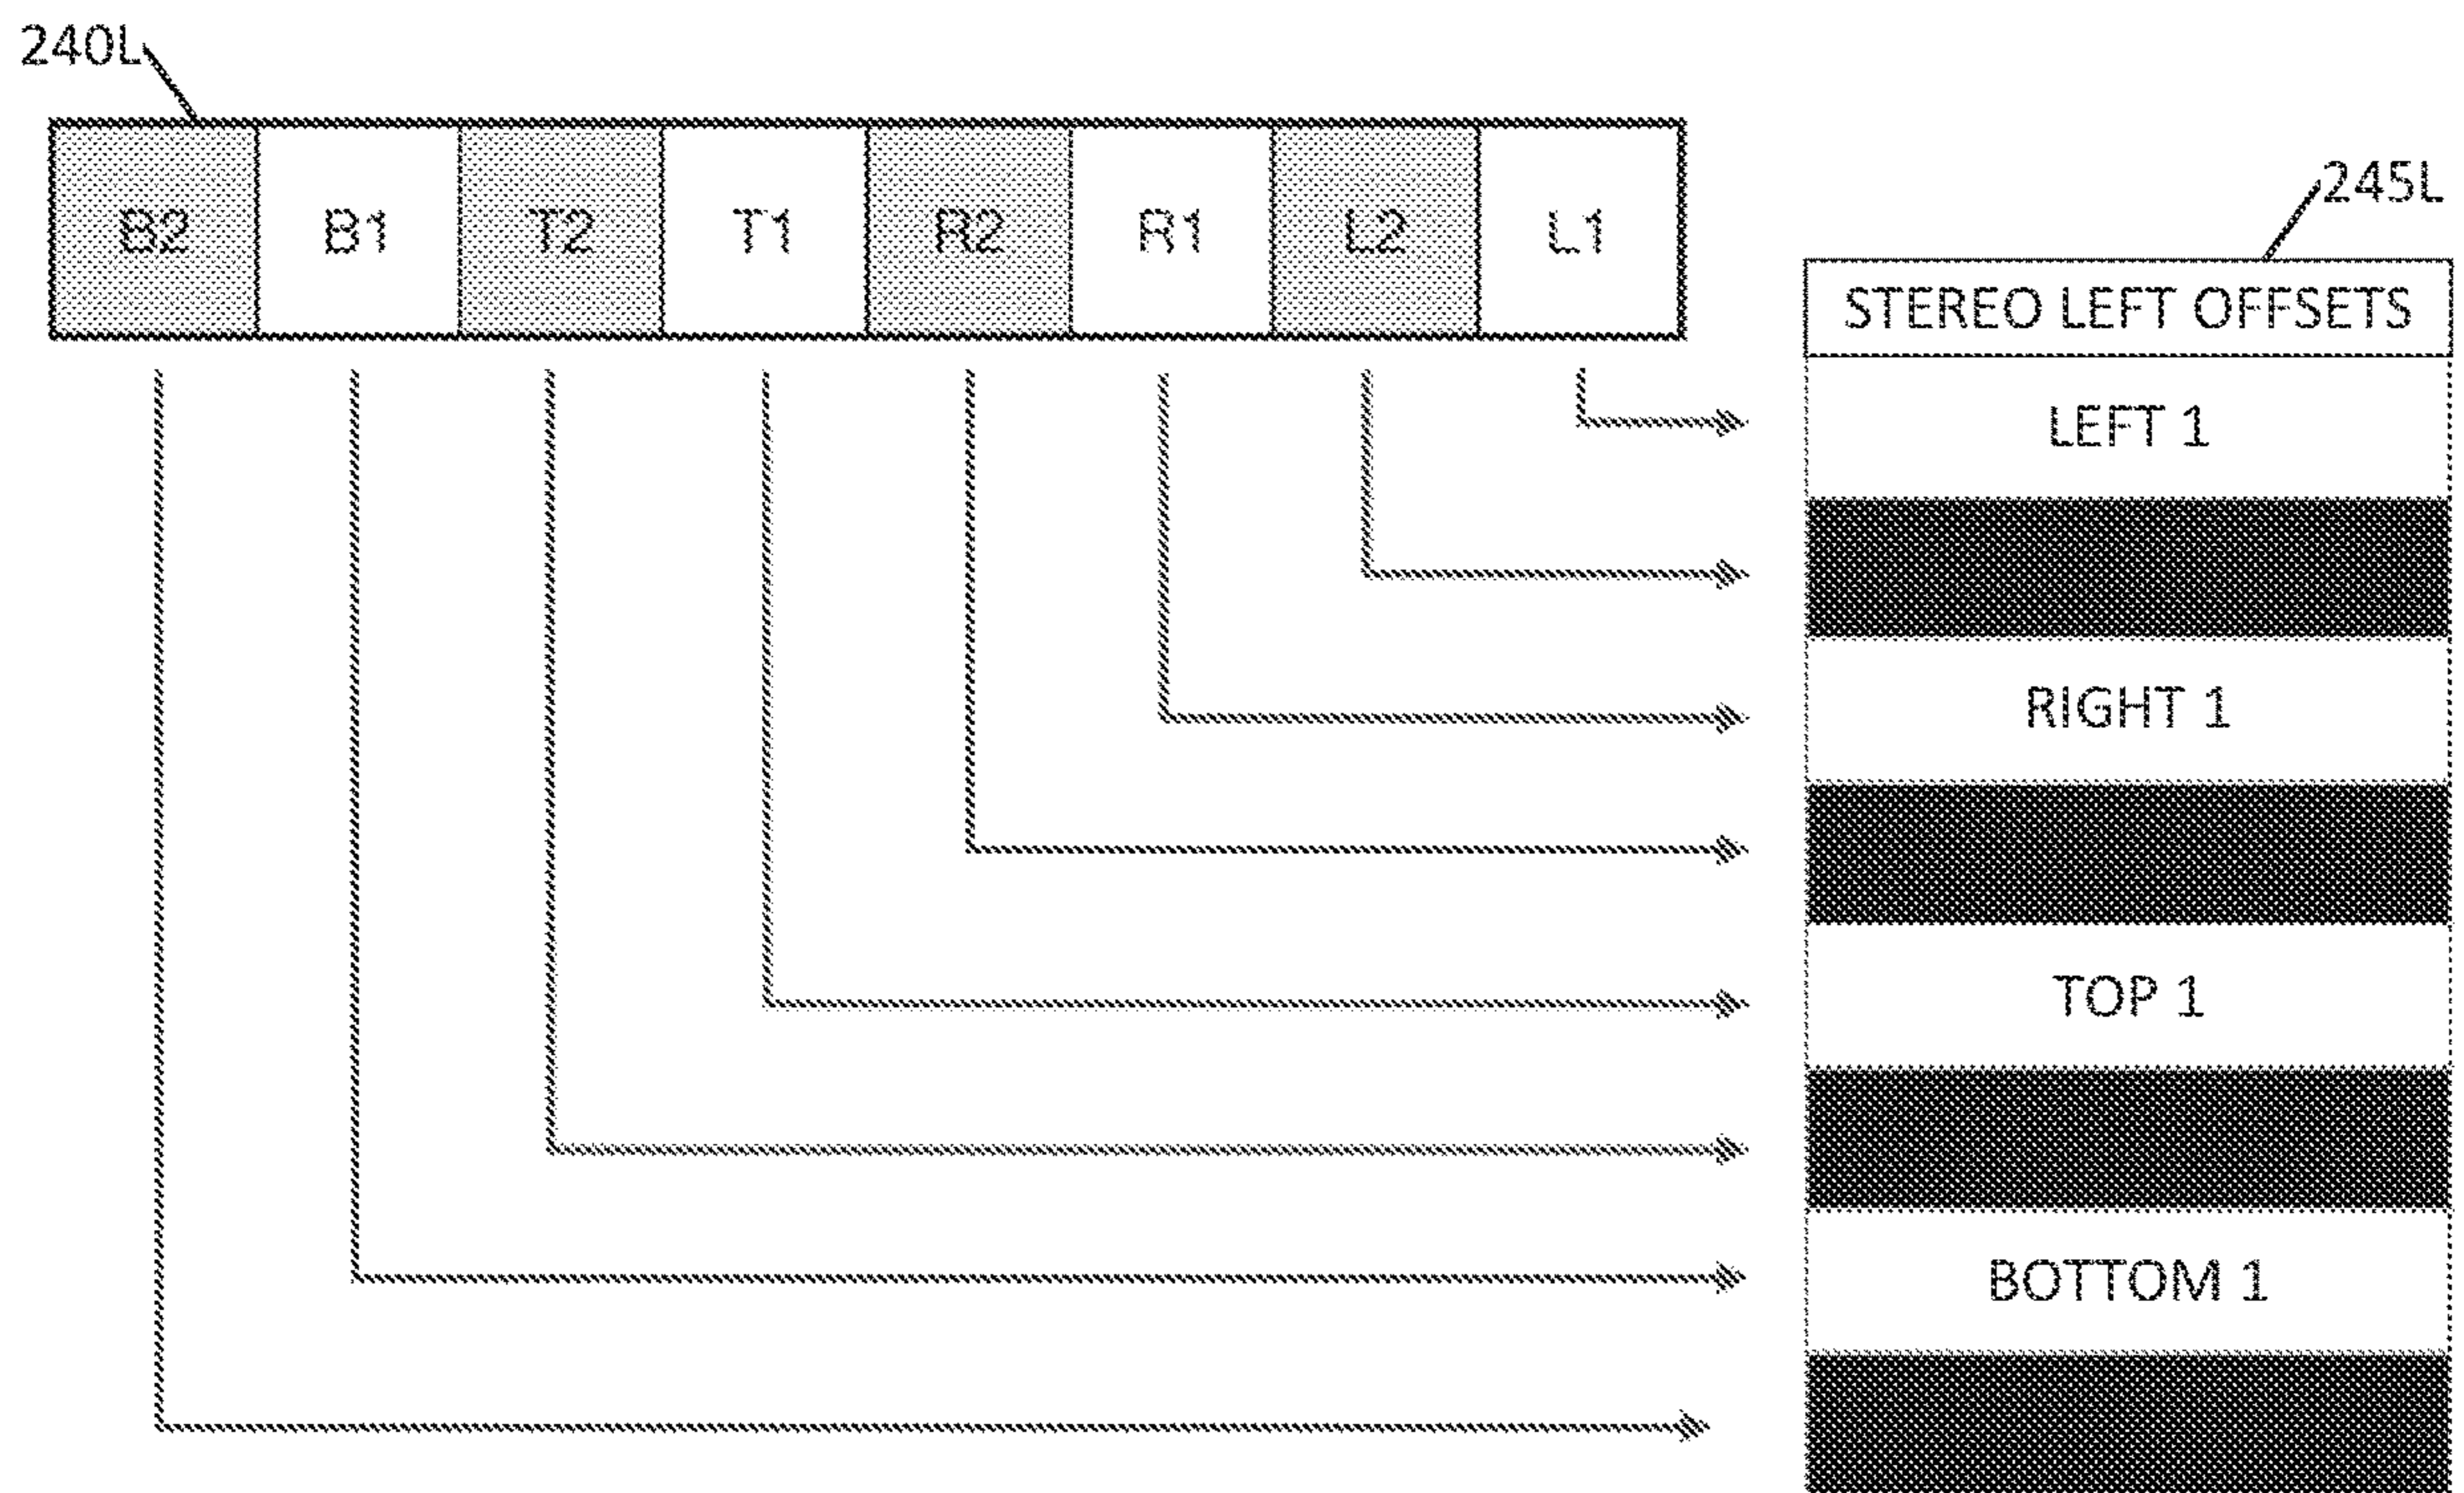 240L
B2 B1 T2 T1 R2 R1 L2 L1
245L
STEREO LEFT OFFSETS
LEFT 1
RIGHT 1
TOP 1
BOTTOM 1